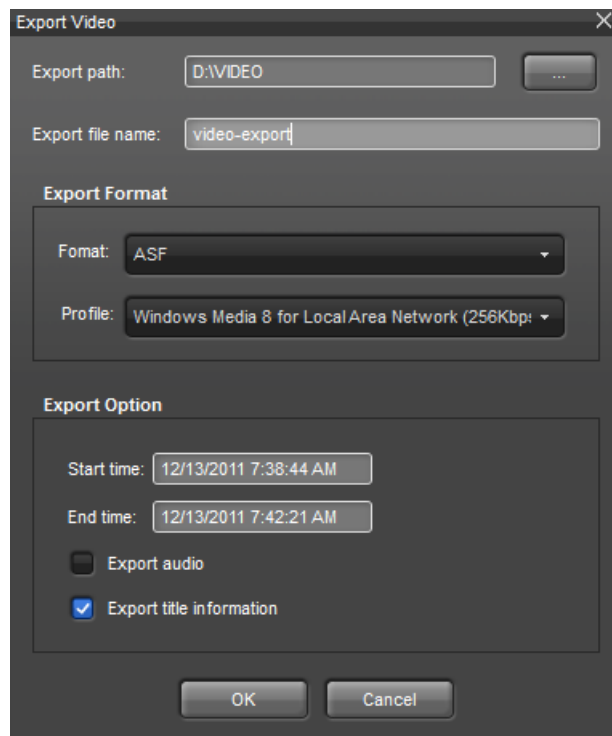 Export Video
Export path: D:\VIDEO ...
Export file name: video-export
Export Format
Fomat: ASF
Profile: Windows Media 8 for Local Area Network (256Kbps
Export Option
Start time: 12/13/2011 7:38:44 AM
End time: 12/13/2011 7:42:21 AM
Export audio
Export title information
OK Cancel